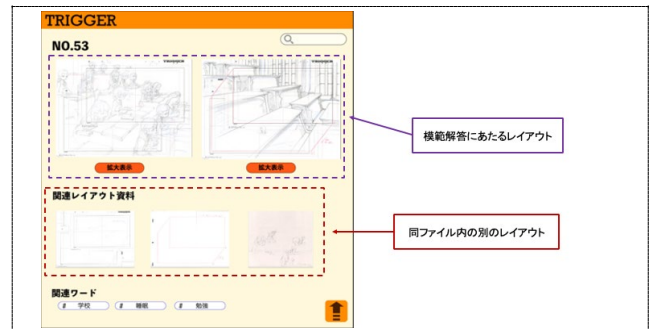 TRIGGER
NO.53
拡大表示
拡大表示
模範解答にあたるレイアウト
関連レイアウト資料
同ファイル内の別のレイアウト
関連ワード
# 学校
# 睡眠
# 勉強